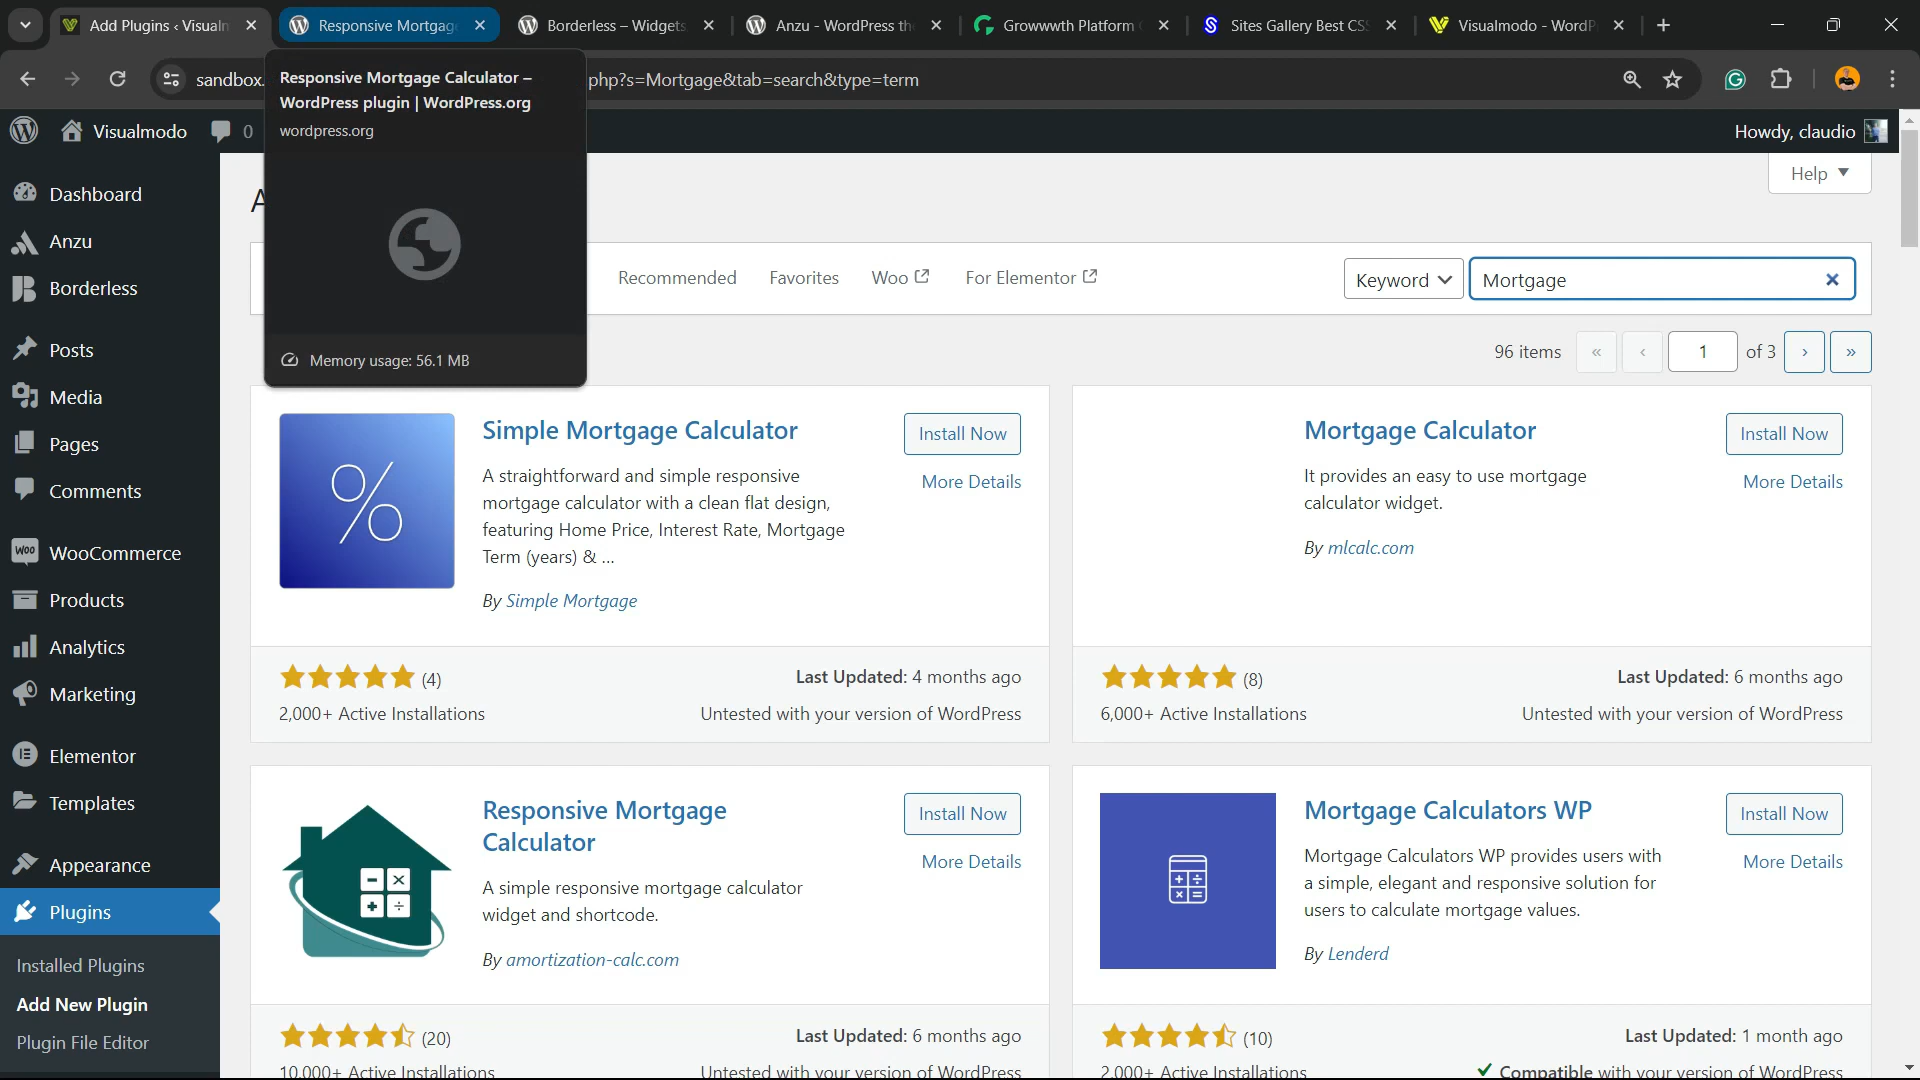 Add Plugins ‹ Visualm
Responsive Mortgag
Borderless – Widgets
Anzu - WordPress th
Growwwth Platform
Sites Gallery Best CSS
Visualmodo - WordP
sandbox.
php?s=Mortgage&tab=search&type=term
Responsive Mortgage Calculator –
WordPress plugin | WordPress.org
wordpress.org
Memory usage: 56.1 MB
Visualmodo
0
Howdy, claudio
Help
Dashboard
Anzu
Borderless
Posts
Media
Pages
Comments
WooCommerce
Products
Analytics
Marketing
Elementor
Templates
Appearance
Plugins
Installed Plugins
Add New Plugin
Plugin File Editor
A
Recommended
Favorites
Woo
For Elementor
Keyword
Mortgage
96 items
«
‹
1
of 3
›
»
Simple Mortgage Calculator
Install Now
More Details
A straightforward and simple responsive
mortgage calculator with a clean flat design,
featuring Home Price, Interest Rate, Mortgage
Term (years) & ...
By Simple Mortgage
(4)
Last Updated: 4 months ago
2,000+ Active Installations
Untested with your version of WordPress
Mortgage Calculator
Install Now
More Details
It provides an easy to use mortgage
calculator widget.
By mlcalc.com
(8)
Last Updated: 6 months ago
6,000+ Active Installations
Untested with your version of WordPress
Responsive Mortgage
Calculator
Install Now
More Details
A simple responsive mortgage calculator
widget and shortcode.
By amortization-calc.com
(20)
Last Updated: 6 months ago
10,000+ Active Installations
Untested with your version of WordPress
Mortgage Calculators WP
Install Now
More Details
Mortgage Calculators WP provides users with
a simple, elegant and responsive solution for
users to calculate mortgage values.
By Lenderd
(10)
Last Updated: 1 month ago
2,000+ Active Installations
Compatible with your version of WordPress